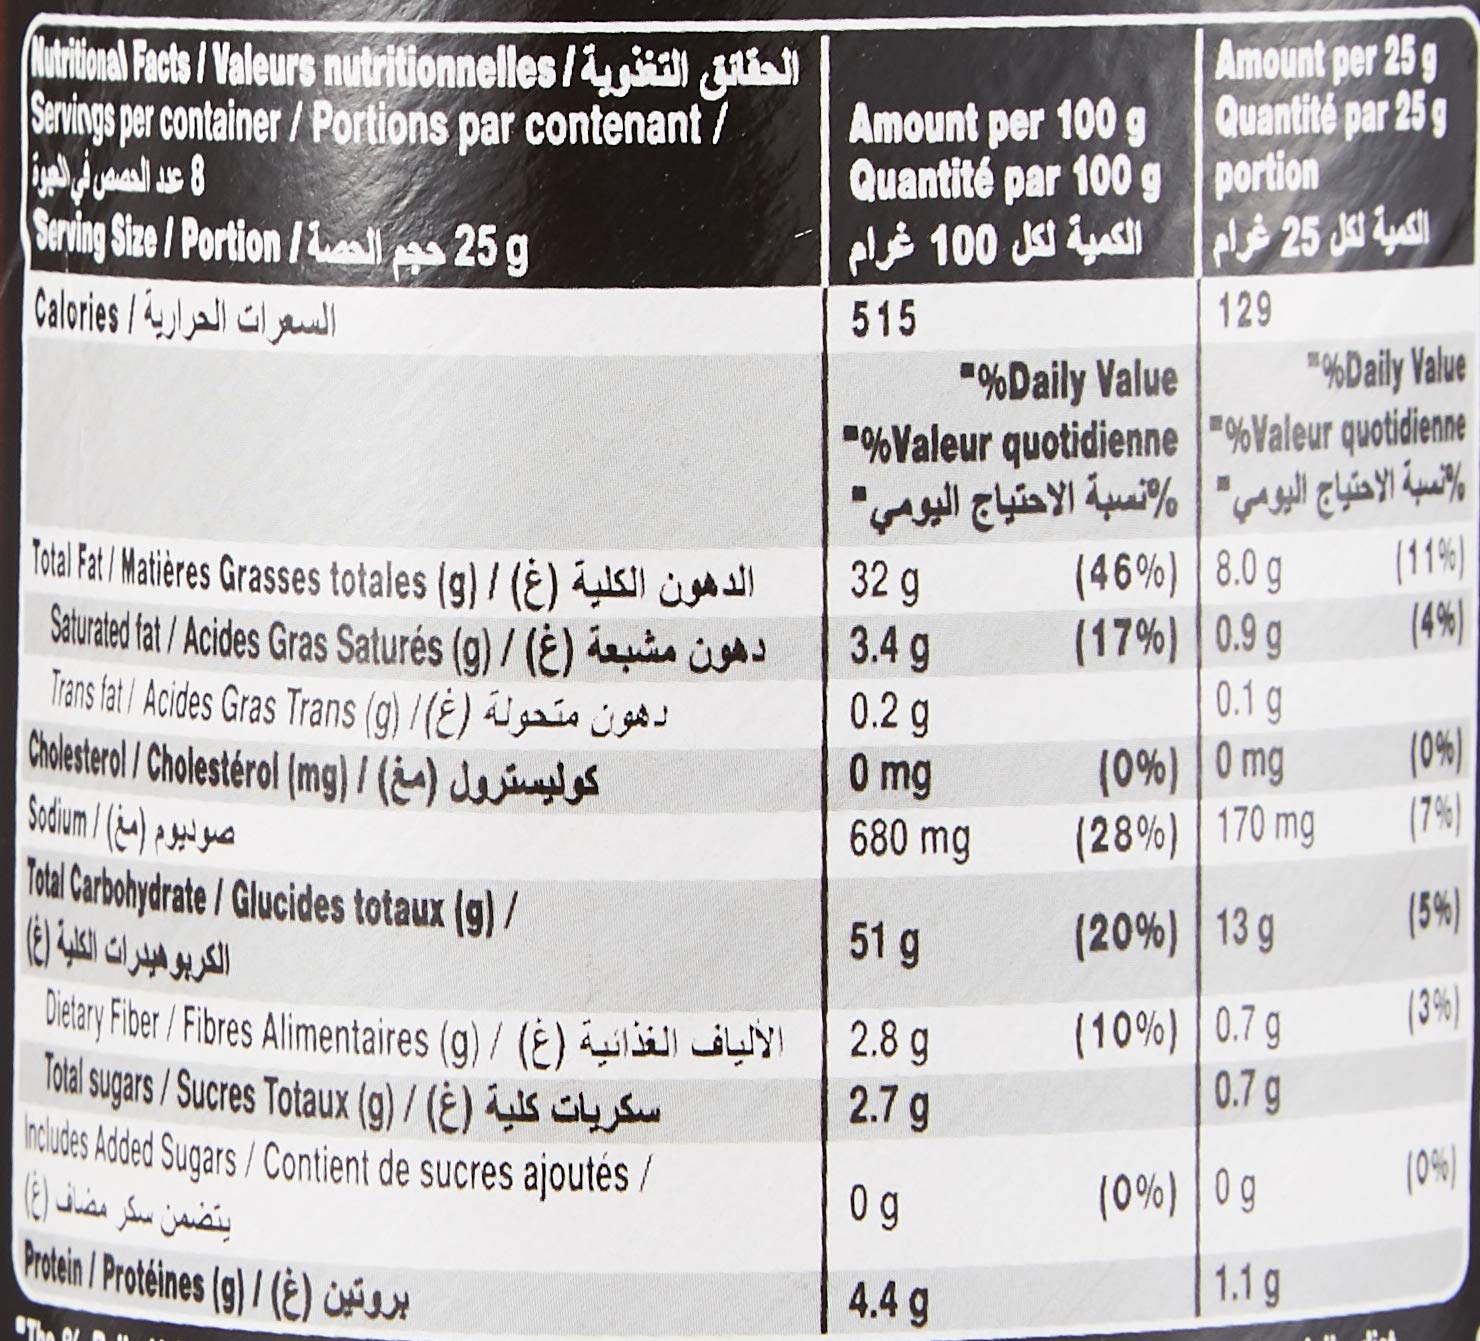 Nutritional Facts / Valeurs nutritionnelles / الحقائق التغذوية
Servings per container / Portions par contenant /
8 عدد الحصص في العبوة
Serving Size / Portion / حجم الحصة 25 g
Amount per 100 g
Quantité par 100 g
الكمية لكل 100 غرام
Amount per 25 g
Quantité par 25 g
portion
الكمية لكل 25 غرام
Calories / السعرات الحرارية 515 129
"%Daily Value "%Daily Value
"%Valeur quotidienne "%Valeur quotidienne
%نسبة الاحتياج اليومي" %نسبة الاحتياج اليومي"
Total Fat / Matières Grasses totales (g) / الدهون الكلية (غ) 32 g (46%) 8.0 g (11%)
Saturated fat / Acides Gras Saturés (g) / دهون مشبعة (غ) 3.4 g (17%) 0.9 g (4%)
Trans fat / Acides Gras Trans (g) / دهون متحولة (غ) 0.2 g 0.1 g
Cholesterol / Cholestérol (mg) / كوليسترول (مغ) 0 mg (0%) 0 mg (0%)
Sodium / صوديوم (مغ) 680 mg (28%) 170 mg (7%)
Total Carbohydrate / Glucides totaux (g) /
الكربوهيدرات الكلية (غ) 51 g (20%) 13 g (5%)
Dietary Fiber / Fibres Alimentaires (g) / الألياف الغذائية (غ) 2.8 g (10%) 0.7 g (3%)
Total sugars / Sucres Totaux (g) / سكريات كلية (غ) 2.7 g 0.7 g
Includes Added Sugars / Contient de sucres ajoutés /
يتضمن سكر مضاف (غ) 0 g (0%) 0 g (0%)
Protein / Protéines (g) / بروتين (غ) 4.4 g 1.1 g